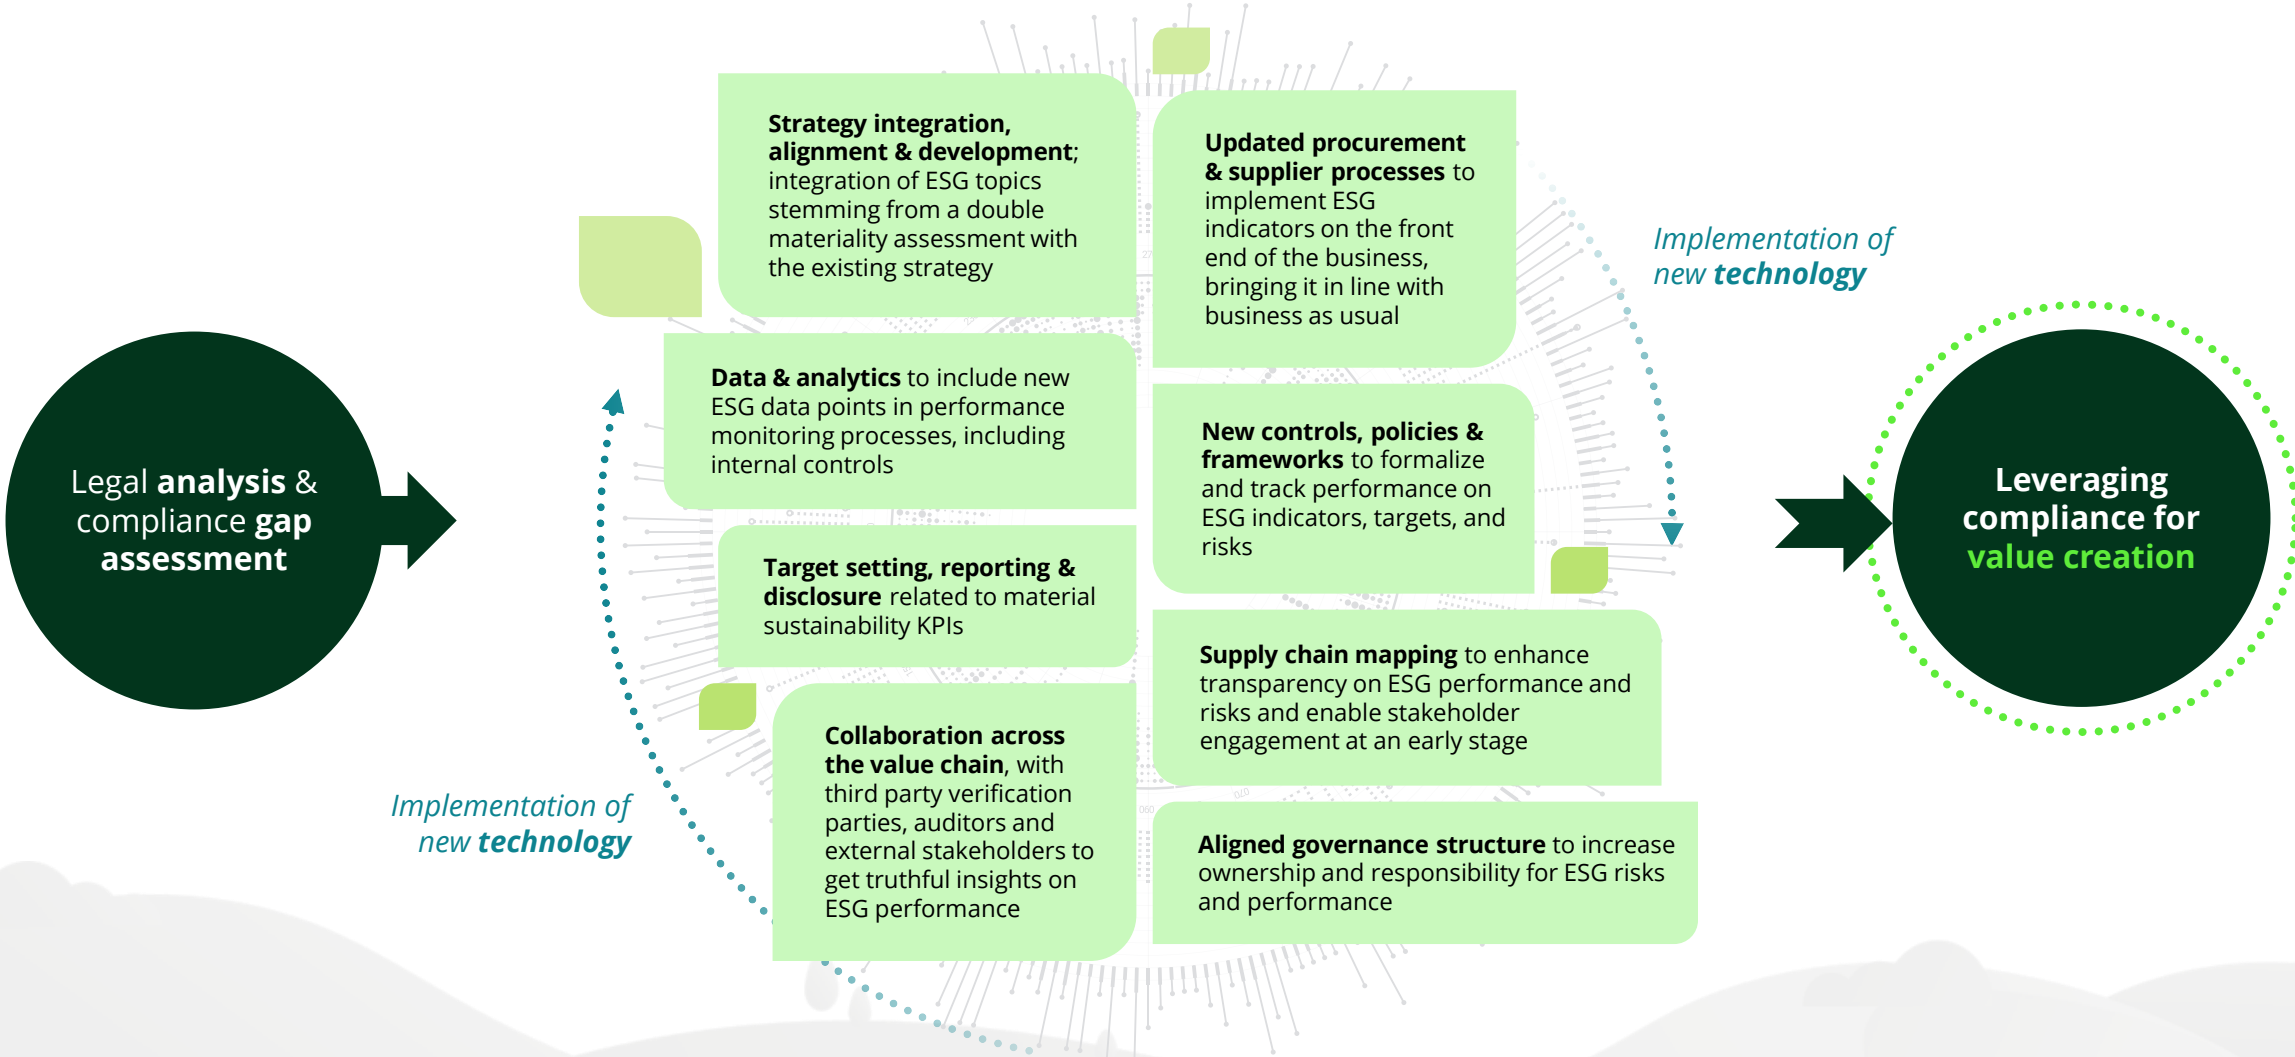 Legal analysis &
compliance gap
assessment
Strategy integration,
alignment & development;
integration of ESG topics
stemming from a double
materiality assessment with
the existing strategy
Data & analytics to include new
ESG data points in performance
monitoring processes, including
internal controls
Target setting, reporting &
disclosure related to material
sustainability KPIs
Collaboration across
the value chain, with
third party verification
parties, auditors and
external stakeholders to
get truthful insights on
ESG performance
Implementation of
new technology
Updated procurement
& supplier processes to
implement ESG
indicators on the front
end of the business,
bringing it in line with
business as usual
New controls, policies &
frameworks to formalize
and track performance on
ESG indicators, targets, and
risks
Supply chain mapping to enhance
transparency on ESG performance and
risks and enable stakeholder
engagement at an early stage
Aligned governance structure to increase
ownership and responsibility for ESG risks
and performance
Implementation of
new technology
Leveraging
compliance for
value creation
060
070